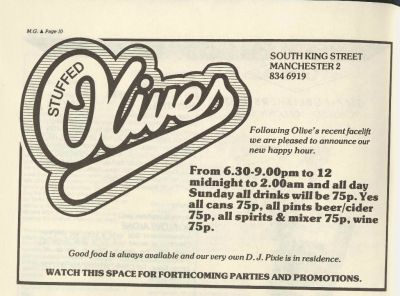 M.G. ▲ Page 10
STUFFED
Olives
SOUTH KING STREET
MANCHESTER 2
834 6919
Following Olive's recent facelift
we are pleased to announce our
new happy hour.
From 6.30-9.00pm to 12
midnight to 2.00am and all day
Sunday all drinks will be 75p. Yes
all cans 75p, all pints beer/cider
75p, all spirits & mixer 75p, wine
75p.
Good food is always available and our very own D. J. Pixie is in residence.
WATCH THIS SPACE FOR FORTHCOMING PARTIES AND PROMOTIONS.